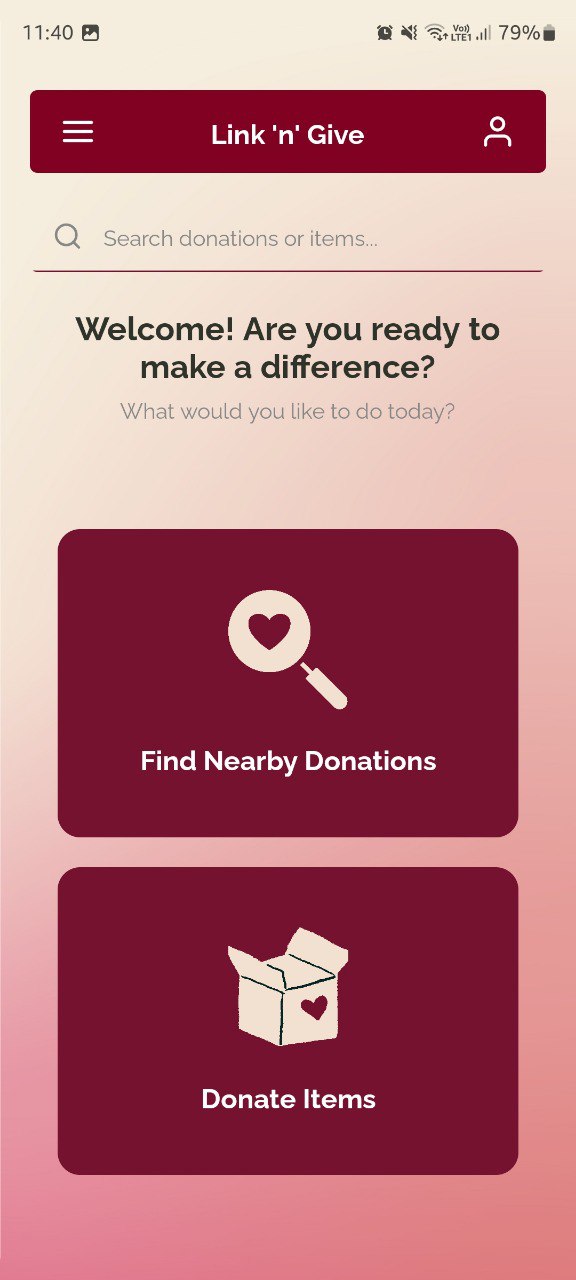 11:40
Vo) LTE1 79%
Link 'n' Give
Search donations or items...
Welcome! Are you ready to
make a difference?
What would you like to do today?
Find Nearby Donations
Donate Items